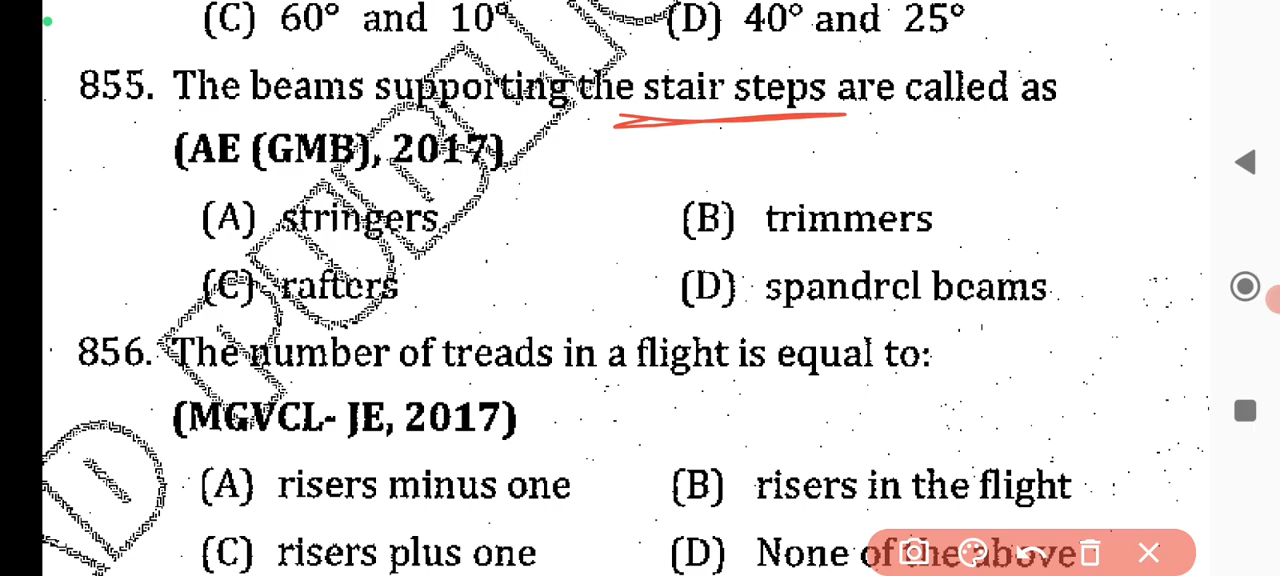 (C) 60° and 10° (D) 40° and 25°
855. The beams supporting the stair steps are called as
(AE (GMB), 2017)
(A) stringers (B) trimmers
(C) rafters (D) spandrel beams
856. The number of treads in a flight is equal to:
(MGVCL- JE, 2017)
(A) risers minus one (B) risers in the flight
(C) risers plus one (D) None of the above